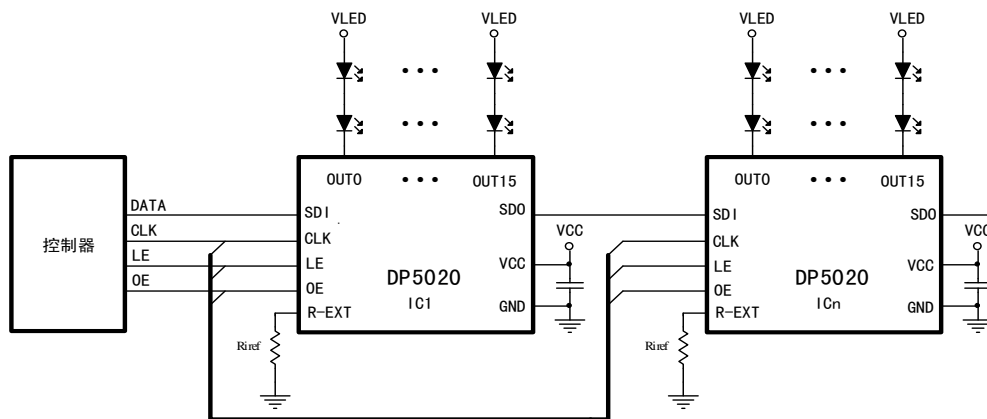 VLED VLED VLED VLED
• • • • • •
• • • • • •
OUT0 • • • OUT15 OUT0 • • • OUT15
DATA SDI SDO SDI SDO
控制器 CLK CLK VCC CLK VCC
LE LE DP5020 VCC LE DP5020 VCC
OE OE IC1 OE ICn
R-EXT GND R-EXT GND
Riref Riref